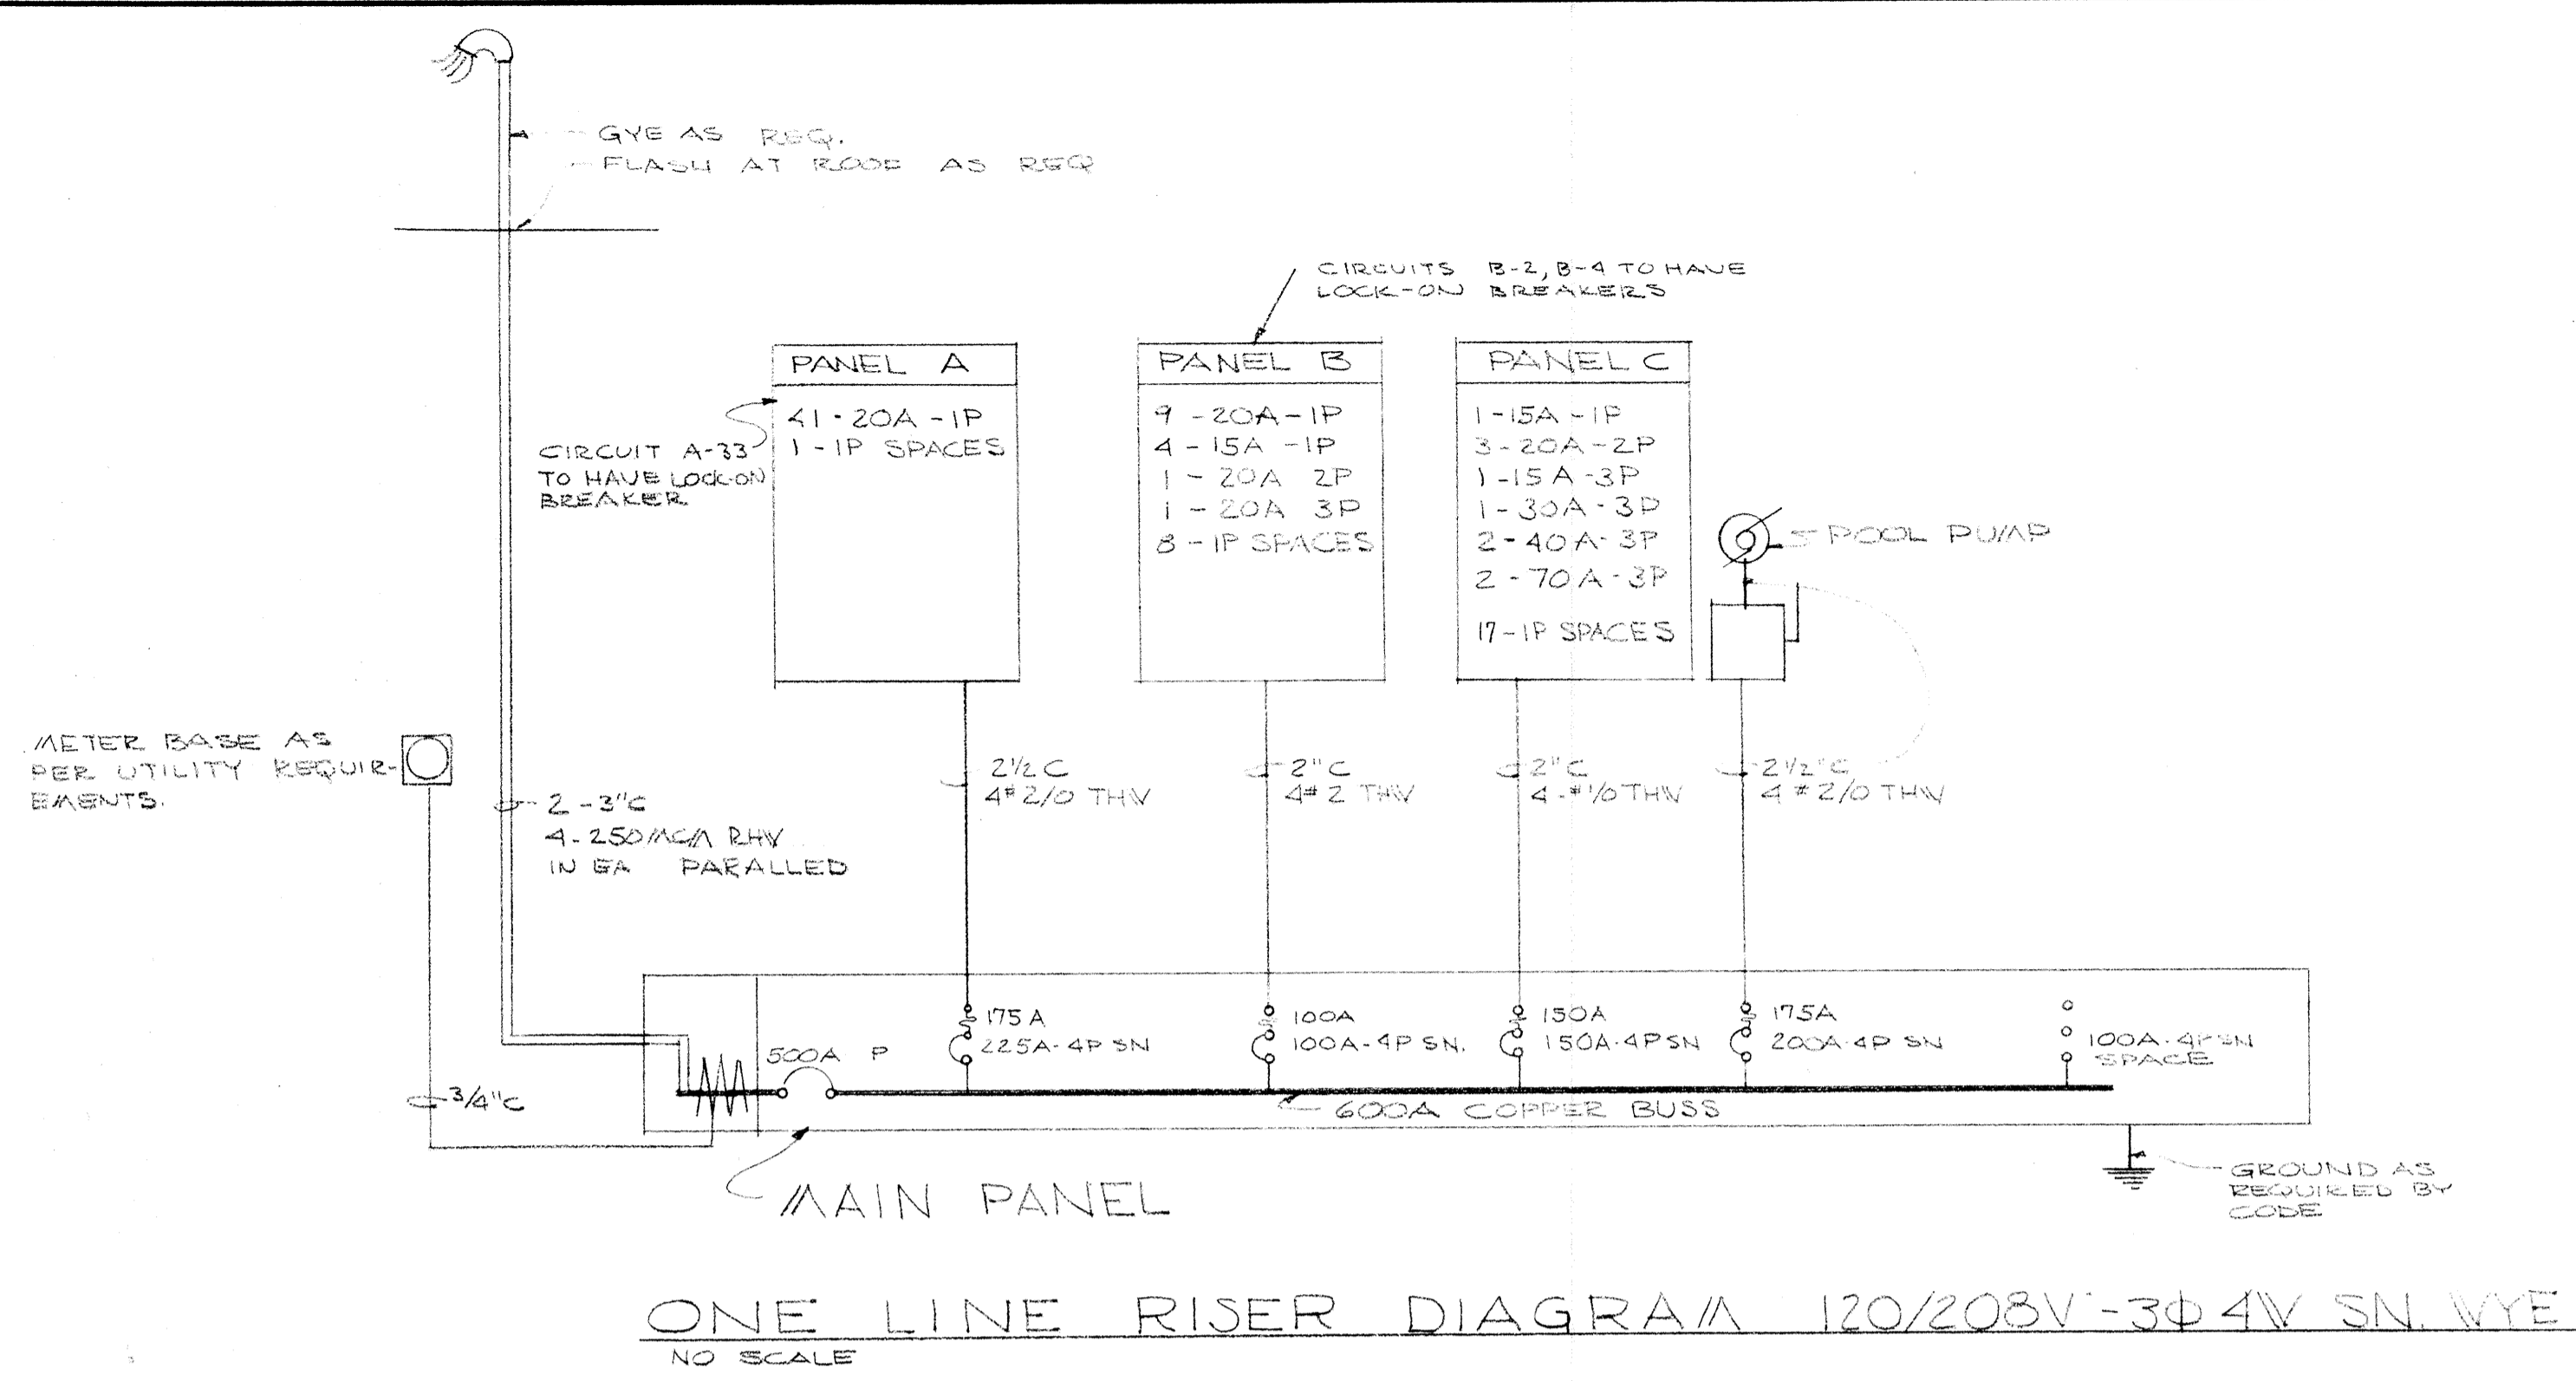 GYE AS REQ.
FLASH AT ROOF AS REQ
CIRCUITS B-2, B-4 TO HAVE
LOCK-ON BREAKERS
PANEL A
41-20A-1P
1-1P SPACES
CIRCUIT A-33
TO HAVE LOCK-ON
BREAKER
PANEL B
9-20A-1P
4-15A-1P
1-20A 2P
1-20A 3P
8-1P SPACES
PANEL C
1-15A-1P
3-20A-2P
1-15A-3P
1-30A-3P
2-40A-3P
2-70A-3P
17-1P SPACES
POOL PUMP
METER BASE AS
PER UTILITY REQUIR-
EMENTS.
2-3"C
4-250MCM RHW
IN EA PARALLED
2½C
4#2/0 THW
2"C
4#2 THW
2"C
4-#1/0 THW
2½"C
4#2/0 THW
3/4"C
500A P
175A
225A-4P SN
100A
100A-4P SN.
150A
150A-4PSN
175A
200A-4P SN
100A-4PSN
SPACE
600A COPPER BUSS
MAIN PANEL
GROUND AS
REQUIRED BY
CODE
ONE LINE RISER DIAGRAM 120/208V-3Φ4W SN. WYE
NO SCALE